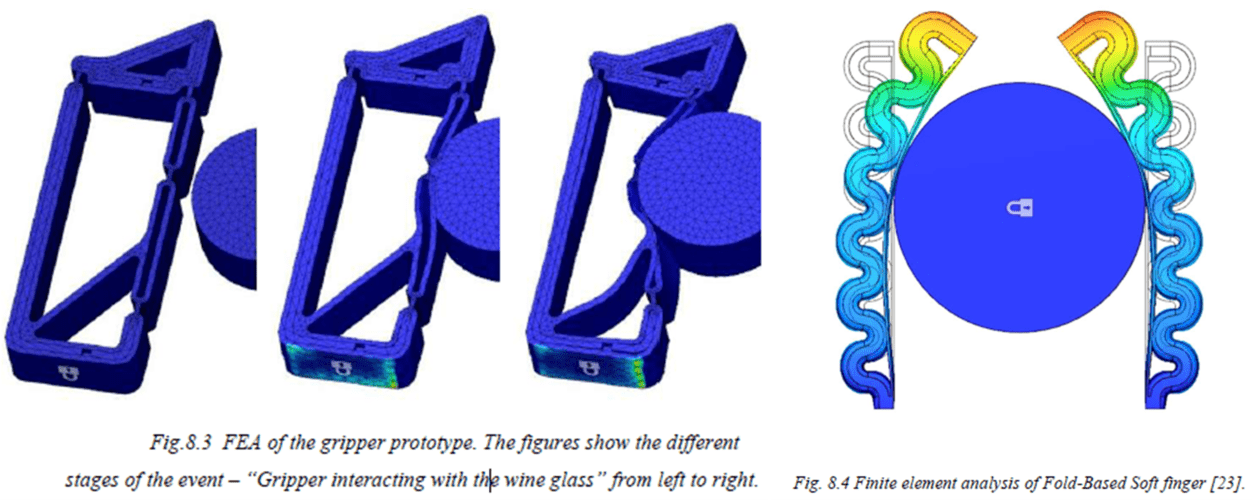 Fig.8.3 FEA of the gripper prototype. The figures show the different
stages of the event – “Gripper interacting with the wine glass” from left to right.
Fig. 8.4 Finite element analysis of Fold-Based Soft finger [23].